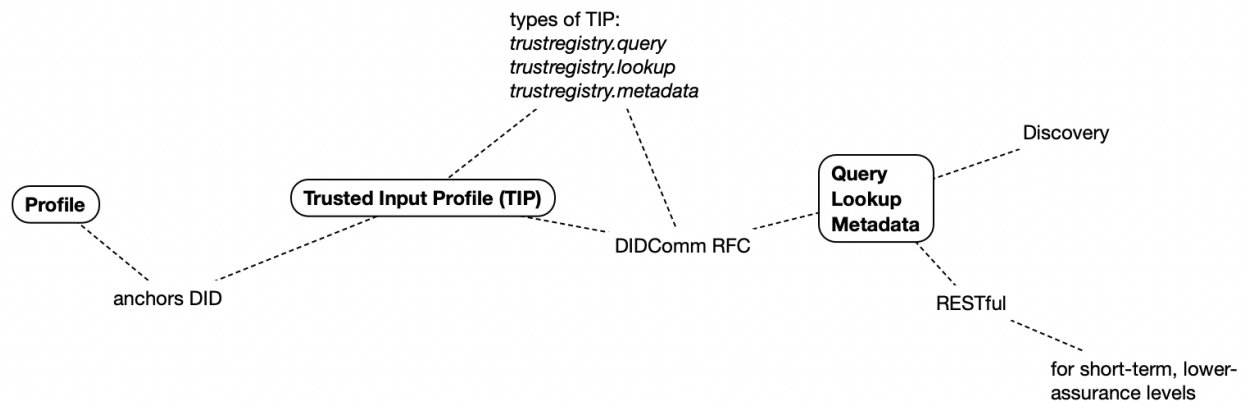 types of TIP:
trustregistry.query
trustregistry.lookup
trustregistry.metadata
Discovery
Query
Lookup
Metadata
Profile
Trusted Input Profile (TIP)
DIDComm RFC
anchors DID
RESTful
for short-term, lower-
assurance levels